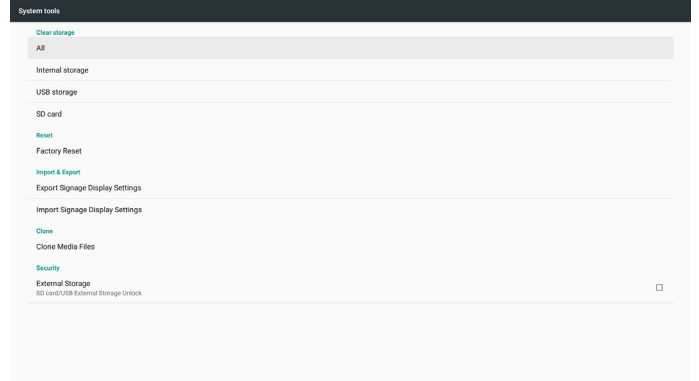 System tools
Clear storage
All
Internal storage
USB storage
SD card
Reset
Factory Reset
Import & Export
Export Signage Display Settings
Import Signage Display Settings
Clone
Clone Media Files
Security
External Storage
SD card/USB External Storage Unlock